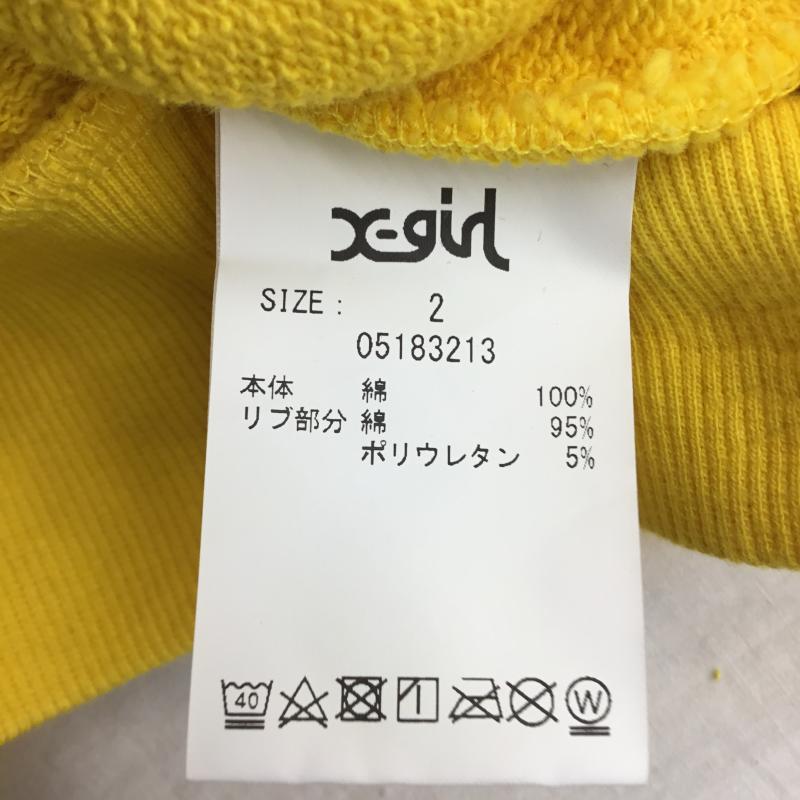 X-girl
SIZE : 2
05183213
本体 綿 100%
リブ部分 綿 95%
ポリウレタン 5%
40 W